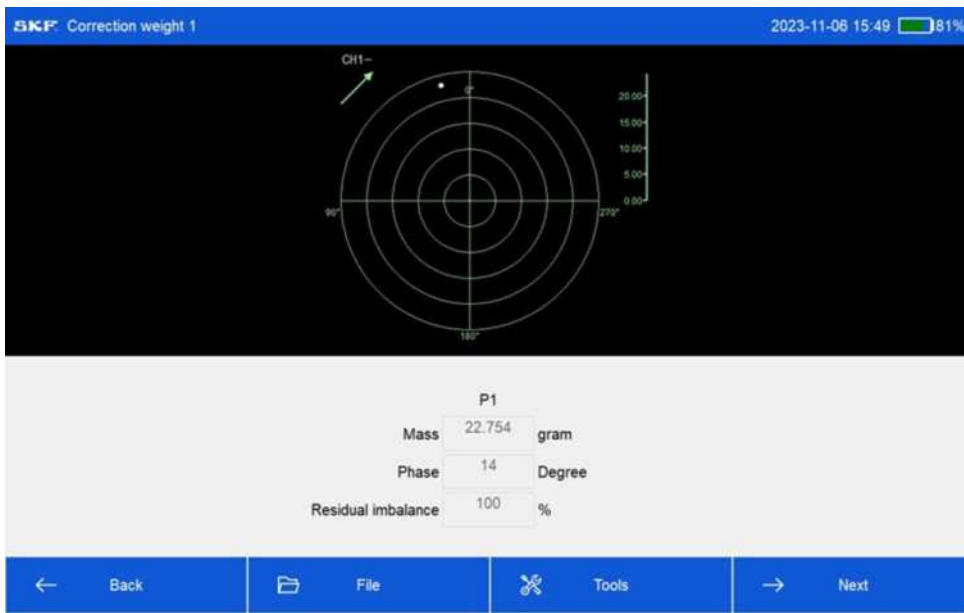 SKF. Correction weight 1 2023-11-06 15:49 81%
CH1--
0°
20.00
15.00
10.00
5.00
0.00
90°
270°
180°
P1
Mass 22.754 gram
Phase 14 Degree
Residual imbalance 100 %
Back File Tools Next